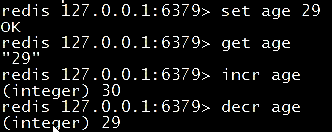 redis 127.0.0.1:6379> set age 29
OK
redis 127.0.0.1:6379> get age
"29"
redis 127.0.0.1:6379> incr age
(integer) 30
redis 127.0.0.1:6379> decr age
(integer) 29